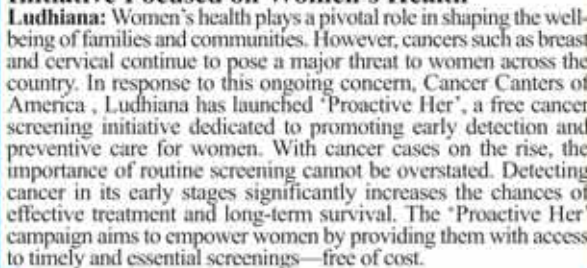 Initiative Focused on Women's Health
Ludhiana: Women's health plays a pivotal role in shaping the well-
being of families and communities. However, cancers such as breast
and cervical continue to pose a major threat to women across the
country. In response to this ongoing concern, Cancer Canters of
America , Ludhiana has launched 'Proactive Her', a free cancer
screening initiative dedicated to promoting early detection and
preventive care for women. With cancer cases on the rise, the
importance of routine screening cannot be overstated. Detecting
cancer in its early stages significantly increases the chances of
effective treatment and long-term survival. The 'Proactive Her'
campaign aims to empower women by providing them with access
to timely and essential screenings—free of cost.